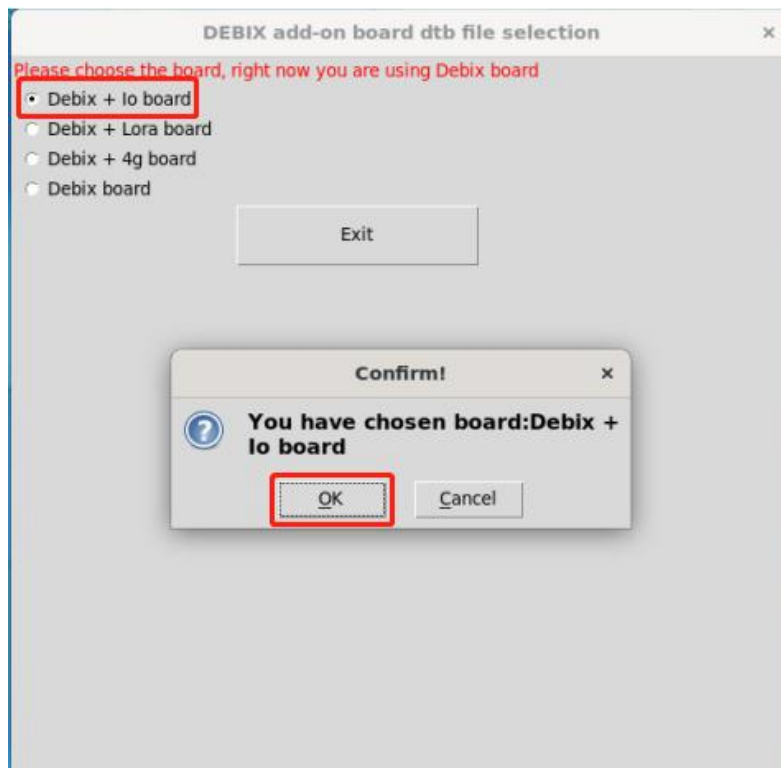 DEBIX add-on board dtb file selection
Please choose the board, right now you are using Debix board
Debix + Io board
Debix + Lora board
Debix + 4g board
Debix board
Exit
Confirm!
You have chosen board:Debix +
Io board
OK
Cancel